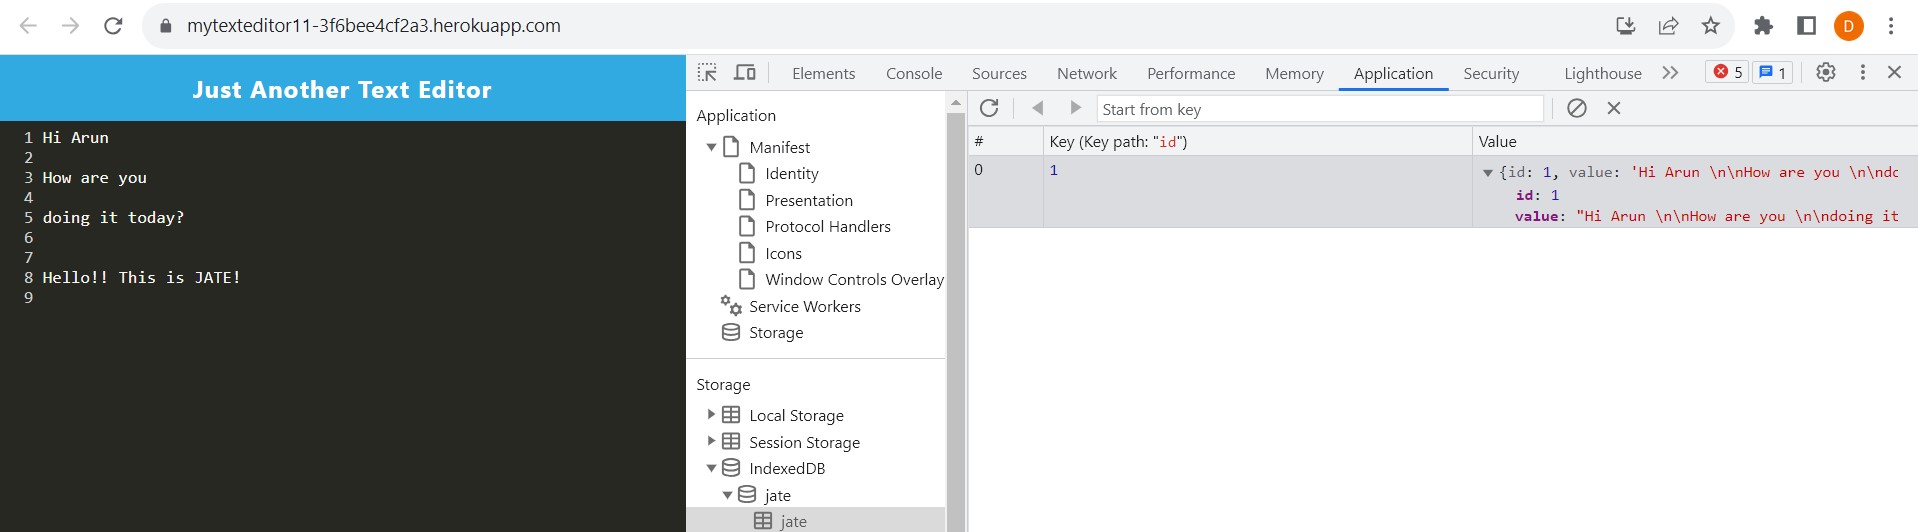 mytexteditor11-3f6bee4cf2a3.herokuapp.com
D
Just Another Text Editor
1 Hi Arun
2
3 How are you
4
5 doing it today?
6
7
8 Hello!! This is JATE!
9
Elements Console Sources Network Performance Memory Application Security Lighthouse 5 1
Application
Manifest
Identity
Presentation
Protocol Handlers
Icons
Window Controls Overlay
Service Workers
Storage
Storage
Local Storage
Session Storage
IndexedDB
jate
jate
Start from key
# Key (Key path: "id") Value
0 1 {id: 1, value: 'Hi Arun \n\nHow are you \n\ndo
id: 1
value: "Hi Arun \n\nHow are you \n\ndoing it